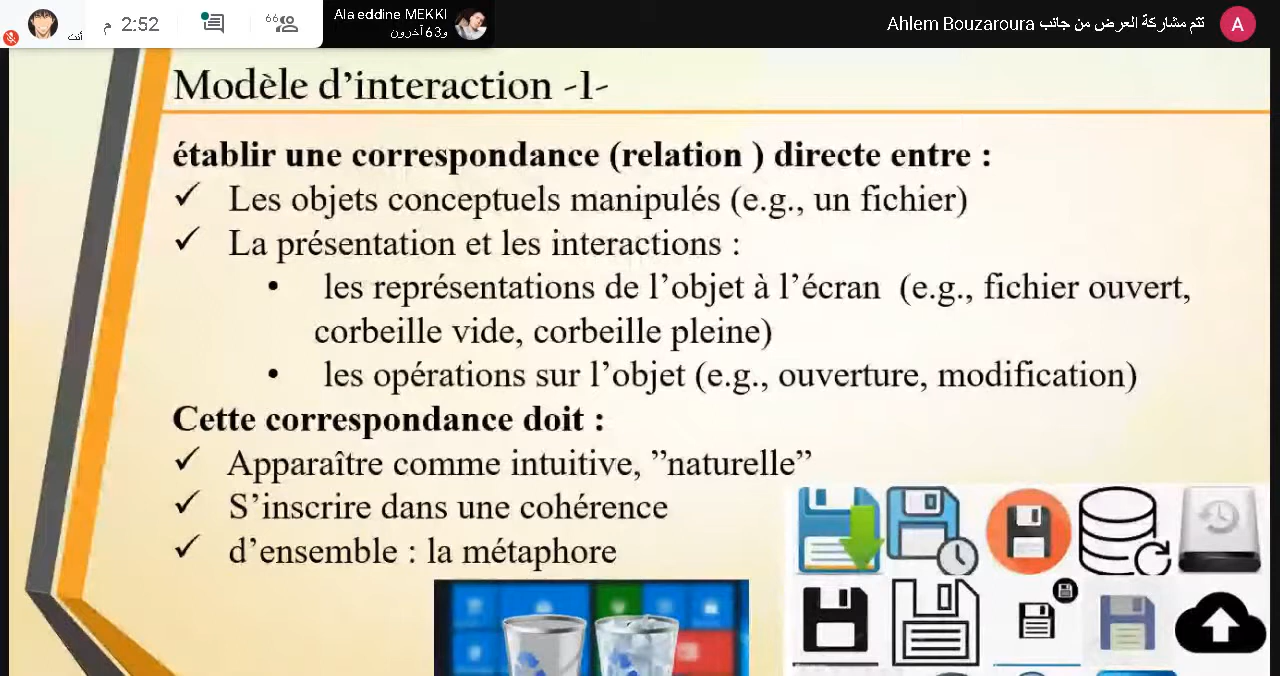 أنت
2:52 م
66
Ala eddine MEKKI
و63 آخرون
تتم مشاركة العرض من جانب Ahlem Bouzaroura
A
Modèle d’interaction -1-
établir une correspondance (relation ) directe entre :
✓ Les objets conceptuels manipulés (e.g., un fichier)
✓ La présentation et les interactions :
• les représentations de l’objet à l’écran (e.g., fichier ouvert,
corbeille vide, corbeille pleine)
• les opérations sur l’objet (e.g., ouverture, modification)
Cette correspondance doit :
✓ Apparaître comme intuitive, ”naturelle”
✓ S’inscrire dans une cohérence
✓ d’ensemble : la métaphore